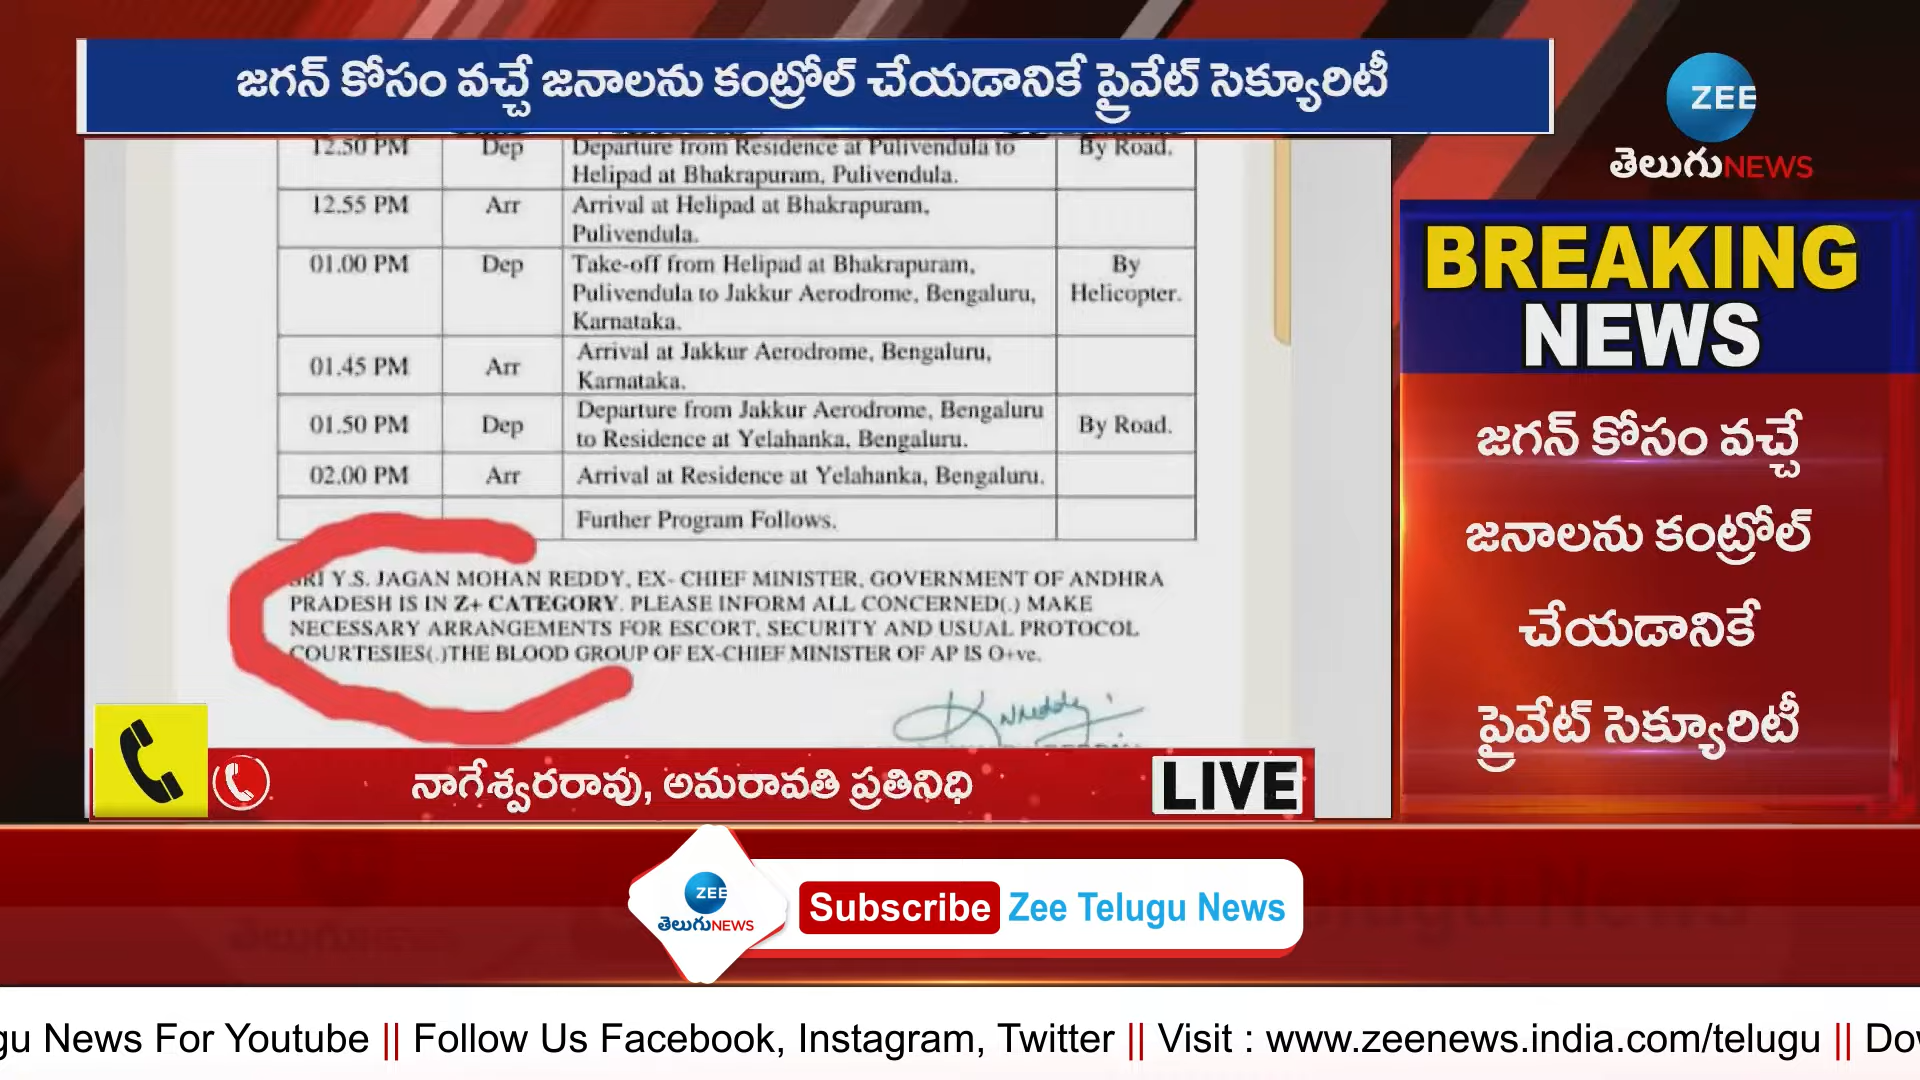 జగన్ కోసం వచ్చే జనాలను కంట్రోల్ చేయడానికే ప్రైవేట్ సెక్యూరిటీ
ZEE
తెలుగు NEWS
12.50 PM Dep Departure from Residence at Pulivendula to By Road.
Helipad at Bhakrapuram, Pulivendula.
12.55 PM Arr Arrival at Helipad at Bhakrapuram,
Pulivendula.
01.00 PM Dep Take-off from Helipad at Bhakrapuram, By
Pulivendula to Jakkur Aerodrome, Bengaluru, Helicopter.
Karnataka.
01.45 PM Arr Arrival at Jakkur Aerodrome, Bengaluru,
Karnataka.
01.50 PM Dep Departure from Jakkur Aerodrome, Bengaluru By Road.
to Residence at Yelahanka, Bengaluru.
02.00 PM Arr Arrival at Residence at Yelahanka, Bengaluru.
Further Program Follows.
SRI Y.S. JAGAN MOHAN REDDY, EX- CHIEF MINISTER, GOVERNMENT OF ANDHRA
PRADESH IS IN Z+ CATEGORY. PLEASE INFORM ALL CONCERNED(.) MAKE
NECESSARY ARRANGEMENTS FOR ESCORT, SECURITY AND USUAL PROTOCOL
COURTESIES(.)THE BLOOD GROUP OF EX-CHIEF MINISTER OF AP IS O+ve.
BREAKING
NEWS
జగన్ కోసం వచ్చే
జనాలను కంట్రోల్
చేయడానికే
ప్రైవేట్ సెక్యూరిటీ
నాగేశ్వరరావు, అమరావతి ప్రతినిధి
LIVE
ZEE
తెలుగు NEWS
Subscribe Zee Telugu News
gu News For Youtube || Follow Us Facebook, Instagram, Twitter || Visit : www.zeenews.india.com/telugu || Dow